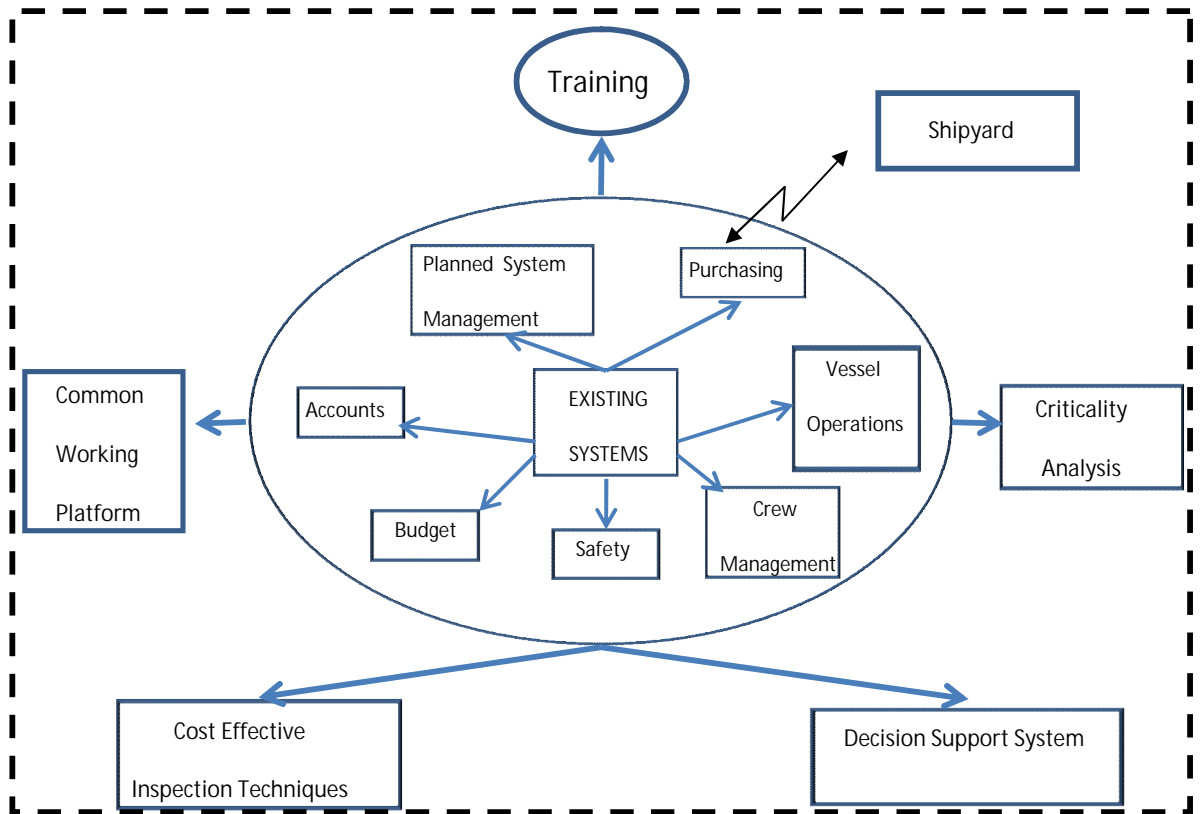 Training
Shipyard
Planned System
Management
Purchasing
Common
Working
Platform
Accounts
EXISTING
SYSTEMS
Vessel
Operations
Criticality
Analysis
Budget
Safety
Crew
Management
Cost Effective
Inspection Techniques
Decision Support System